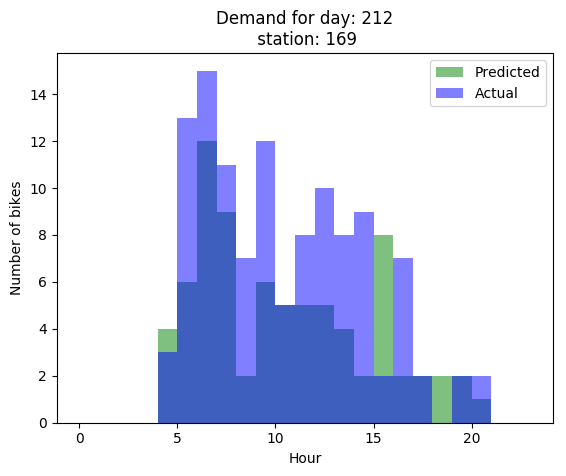 Demand for day: 212
station: 169
Predicted
Actual
Number of bikes
14
12
10
8
6
4
2
0
0 5 10 15 20
Hour